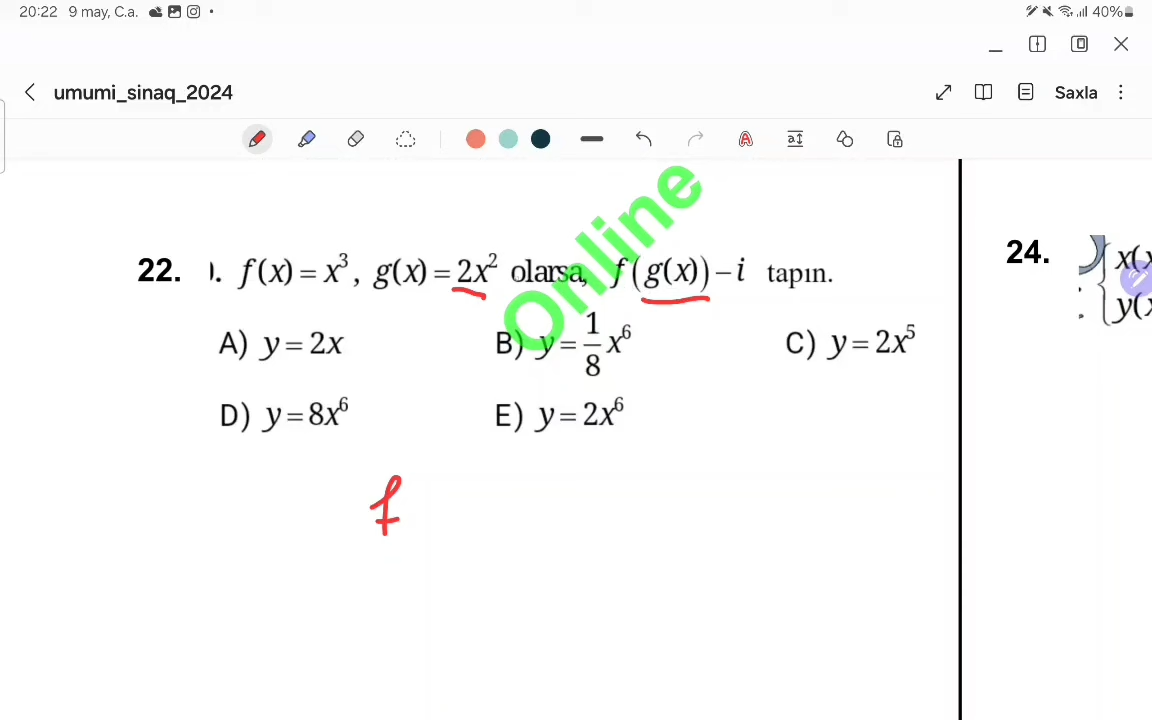 20:22 9 may, C.a. 40%
umumi_sinaq_2024 Saxla
Online
22. ). f(x) = x³, g(x) = 2x² olarsa, f(g(x)) – i tapın.
A) y = 2x B) y = 1/8 x⁶ C) y = 2x⁵
D) y = 8x⁶ E) y = 2x⁶
f
24.
x(
y(